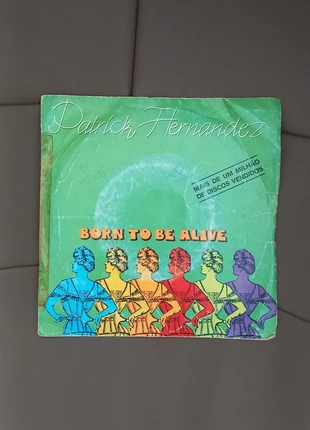 Patrick Hernandez
MAIS DE UM MILHÃO
DE DISCOS VENDIDOS
BORN TO BE ALIVE